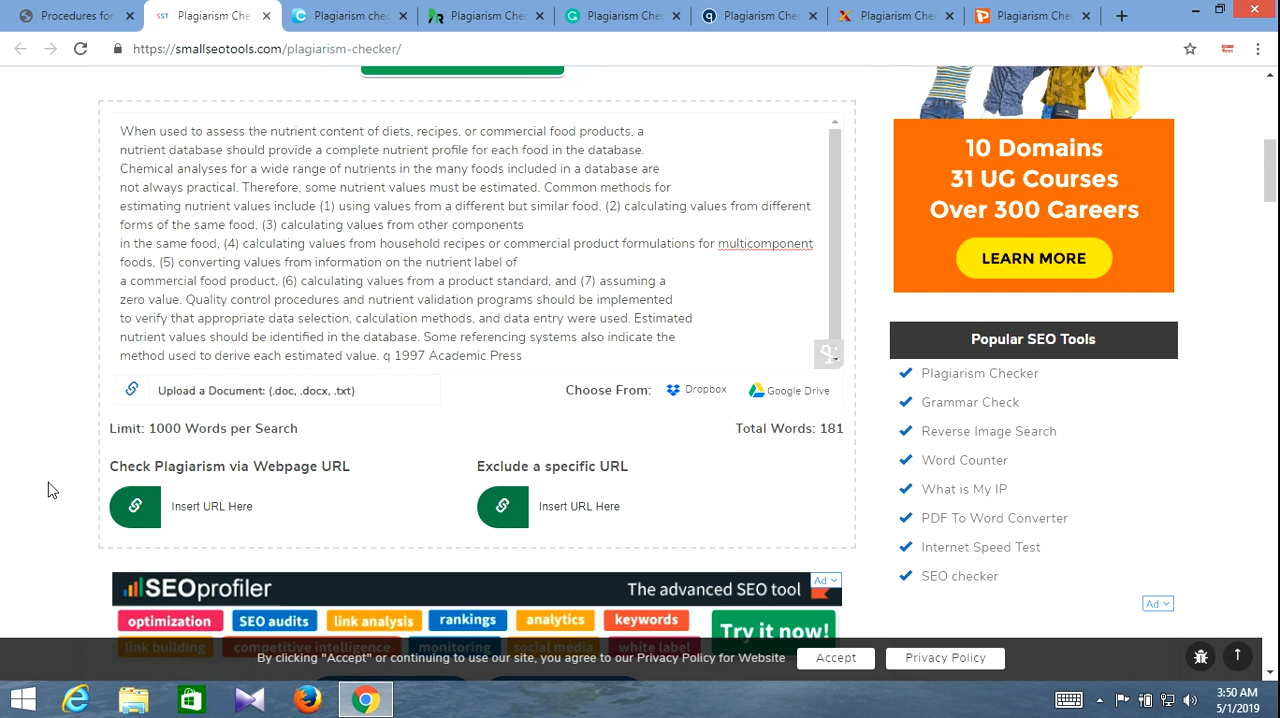 Procedures for
SST Plagiarism Che
Plagiarism chec
Plagiarism Che
Plagiarism Che
Plagiarism chec
Plagiarism Che
Plagiarism Che
https://smallseotools.com/plagiarism-checker/
When used to assess the nutrient content of diets, recipes, or commercial food products, a
nutrient database should provide a complete nutrient profile for each food in the database.
Chemical analyses for a wide range of nutrients in the many foods included in a database are
not always practical. Therefore, some nutrient values must be estimated. Common methods for
estimating nutrient values include (1) using values from a different but similar food, (2) calculating values from different
forms of the same food, (3) calculating values from other components
in the same food, (4) calculating values from household recipes or commercial product formulations for multicomponent
foods, (5) converting values from information on the nutrient label of
a commercial food product, (6) calculating values from a product standard, and (7) assuming a
zero value. Quality control procedures and nutrient validation programs should be implemented
to verify that appropriate data selection, calculation methods, and data entry were used. Estimated
nutrient values should be identified in the database. Some referencing systems also indicate the
method used to derive each estimated value. q 1997 Academic Press
Upload a Document: (.doc, .docx, .txt)
Choose From: Dropbox Google Drive
Limit: 1000 Words per Search
Total Words: 181
Check Plagiarism via Webpage URL
Exclude a specific URL
Insert URL Here
Insert URL Here
SEOprofiler
The advanced SEO tool
Ad
optimization SEO audits link analysis rankings analytics keywords
link building competitive intelligence monitoring social media white label
Try it now!
10 Domains
31 UG Courses
Over 300 Careers
LEARN MORE
Popular SEO Tools
Plagiarism Checker
Grammar Check
Reverse Image Search
Word Counter
What is My IP
PDF To Word Converter
Internet Speed Test
SEO checker
Ad
By clicking "Accept" or continuing to use our site, you agree to our Privacy Policy for Website
Accept
Privacy Policy
3:50 AM
5/1/2019